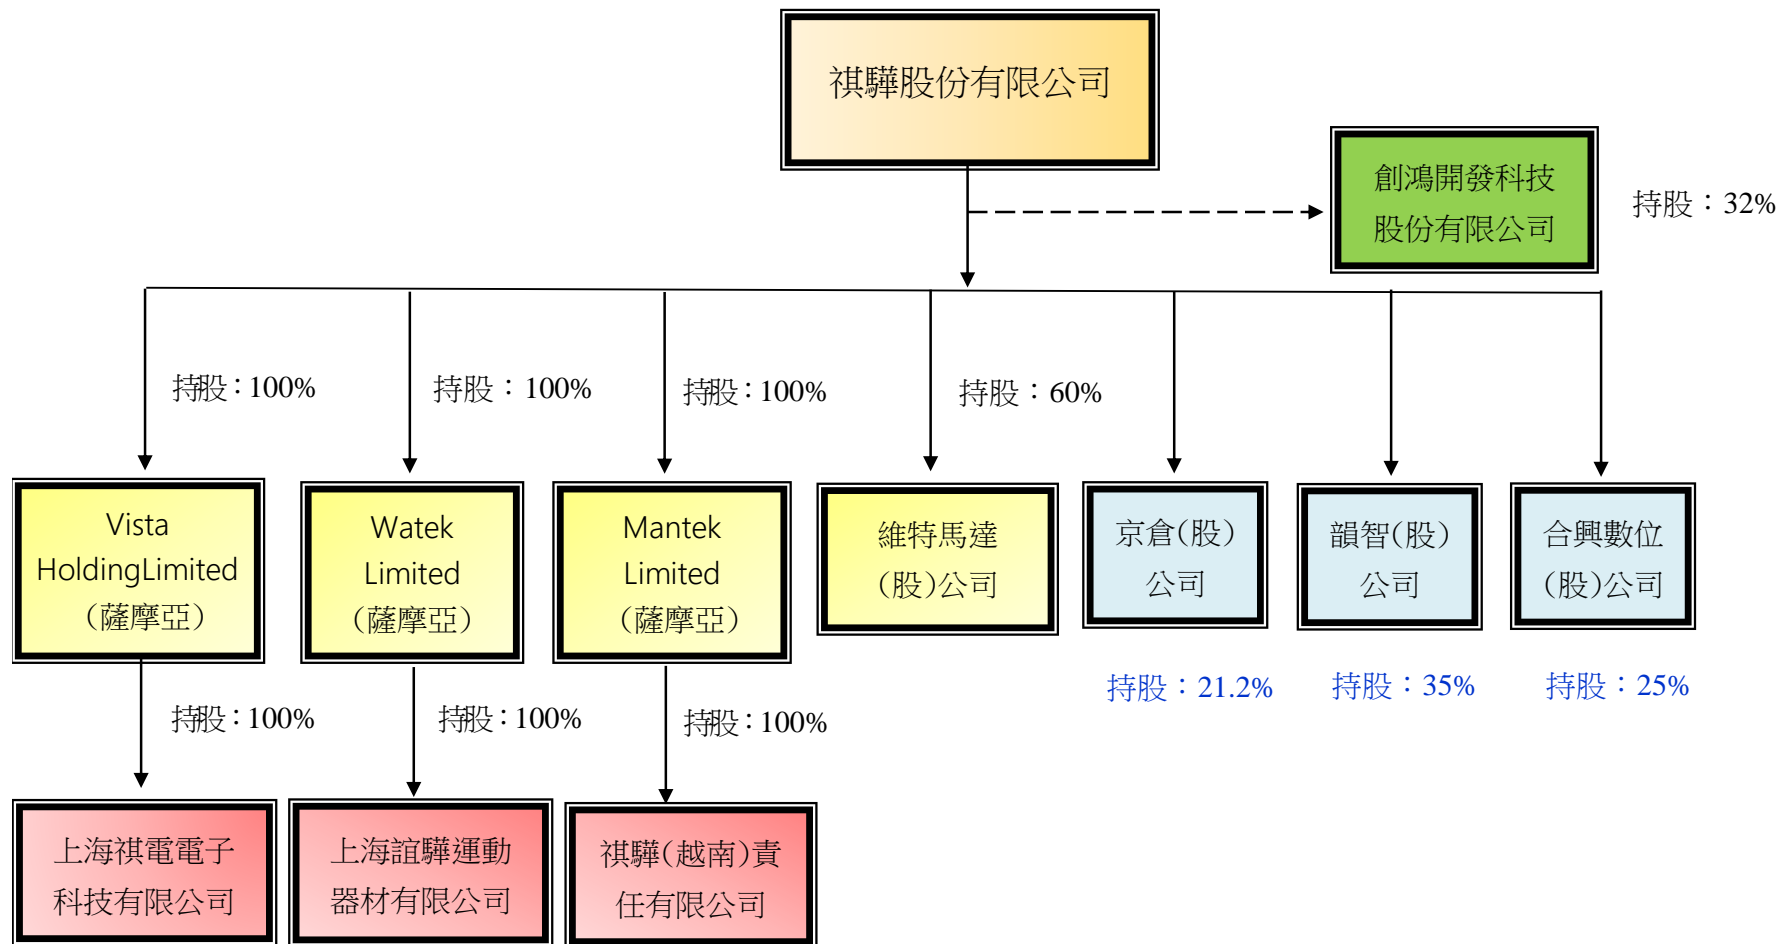 祺驊股份有限公司
創鴻開發科技
股份有限公司
持股：32%
持股：100%
持股：100%
持股：100%
持股：60%
Vista
HoldingLimited
（薩摩亞）
Watek
Limited
（薩摩亞）
Mantek
Limited
（薩摩亞）
維特馬達
(股)公司
京倉(股)
公司
韻智(股)
公司
合興數位
(股)公司
持股：21.2%
持股：35%
持股：25%
持股：100%
持股：100%
持股：100%
上海祺電電子
科技有限公司
上海誼驊運動
器材有限公司
祺驊(越南)責
任有限公司